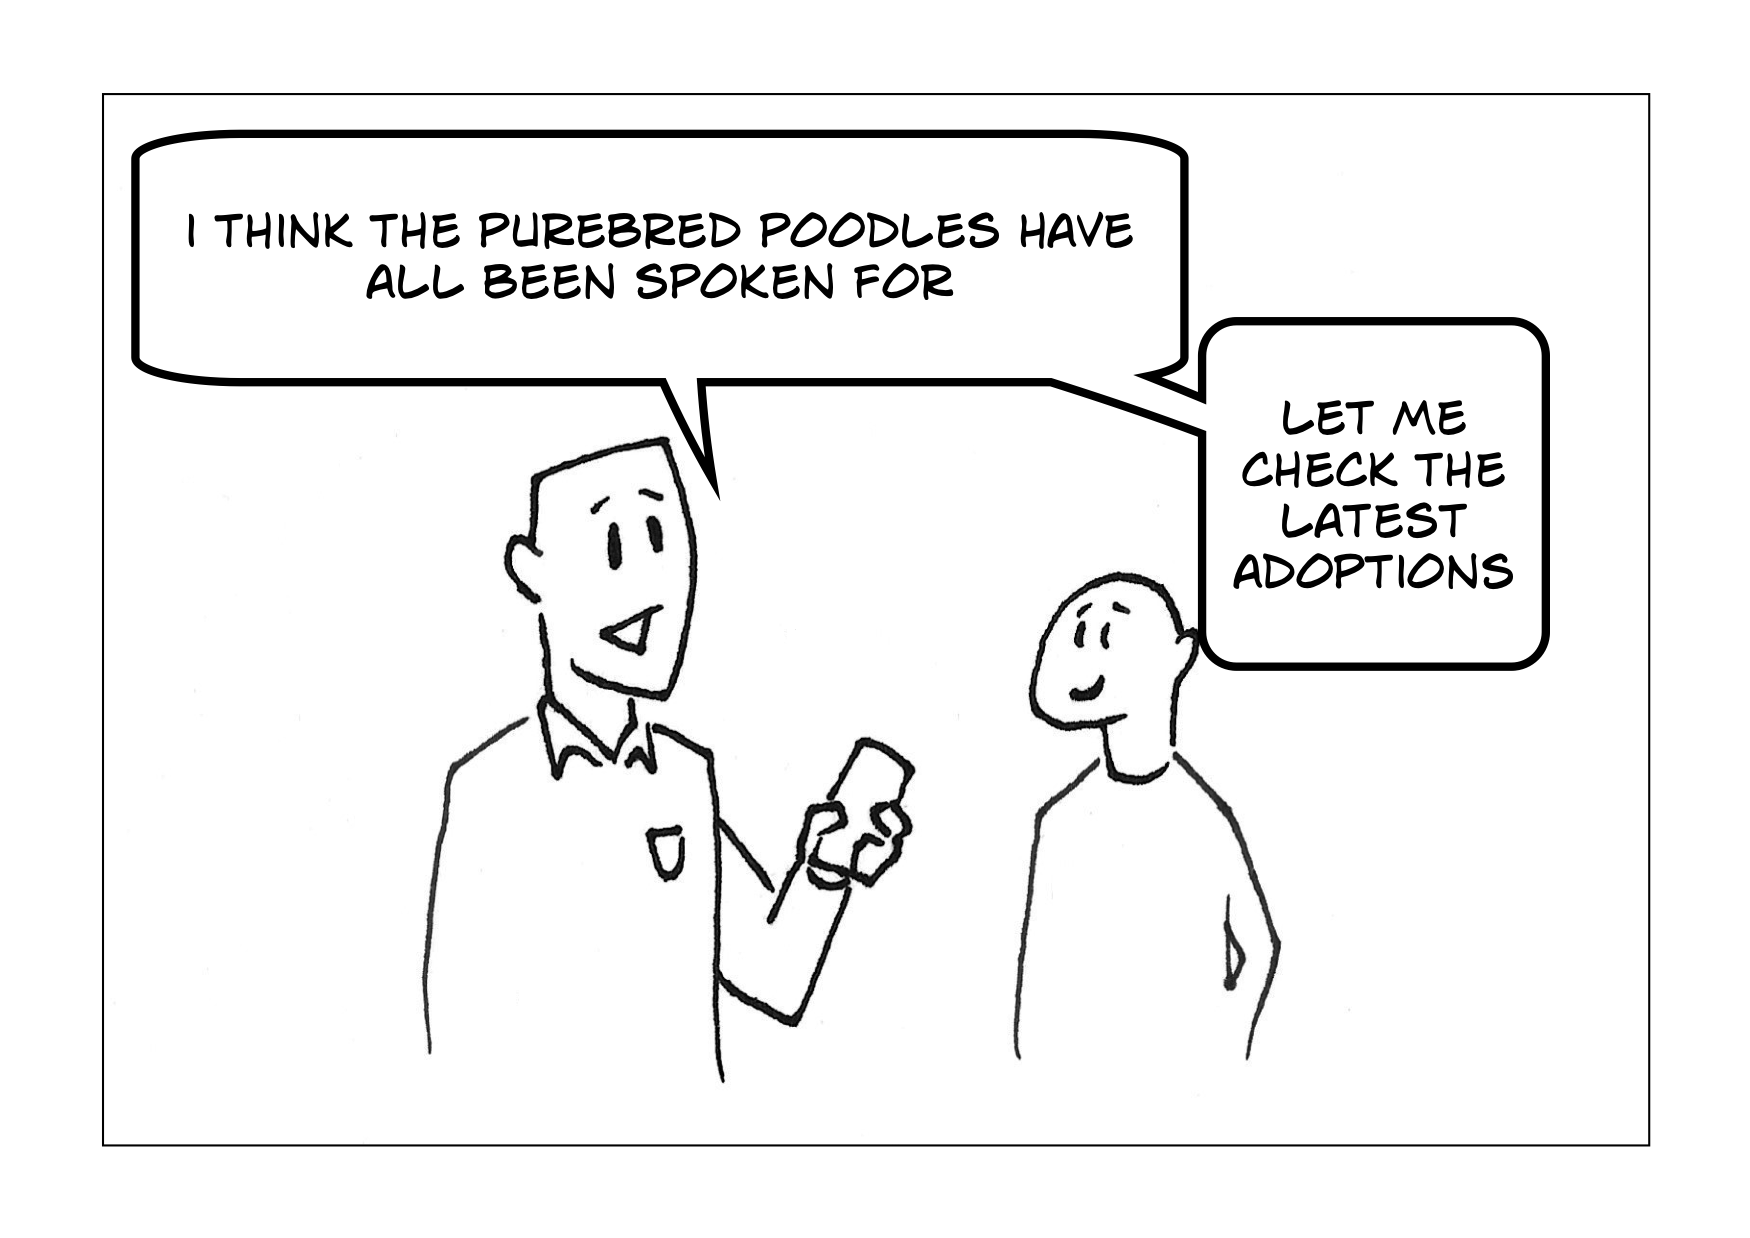 I THINK THE PUREBRED POODLES HAVE
ALL BEEN SPOKEN FOR
LET ME
CHECK THE
LATEST
ADOPTIONS